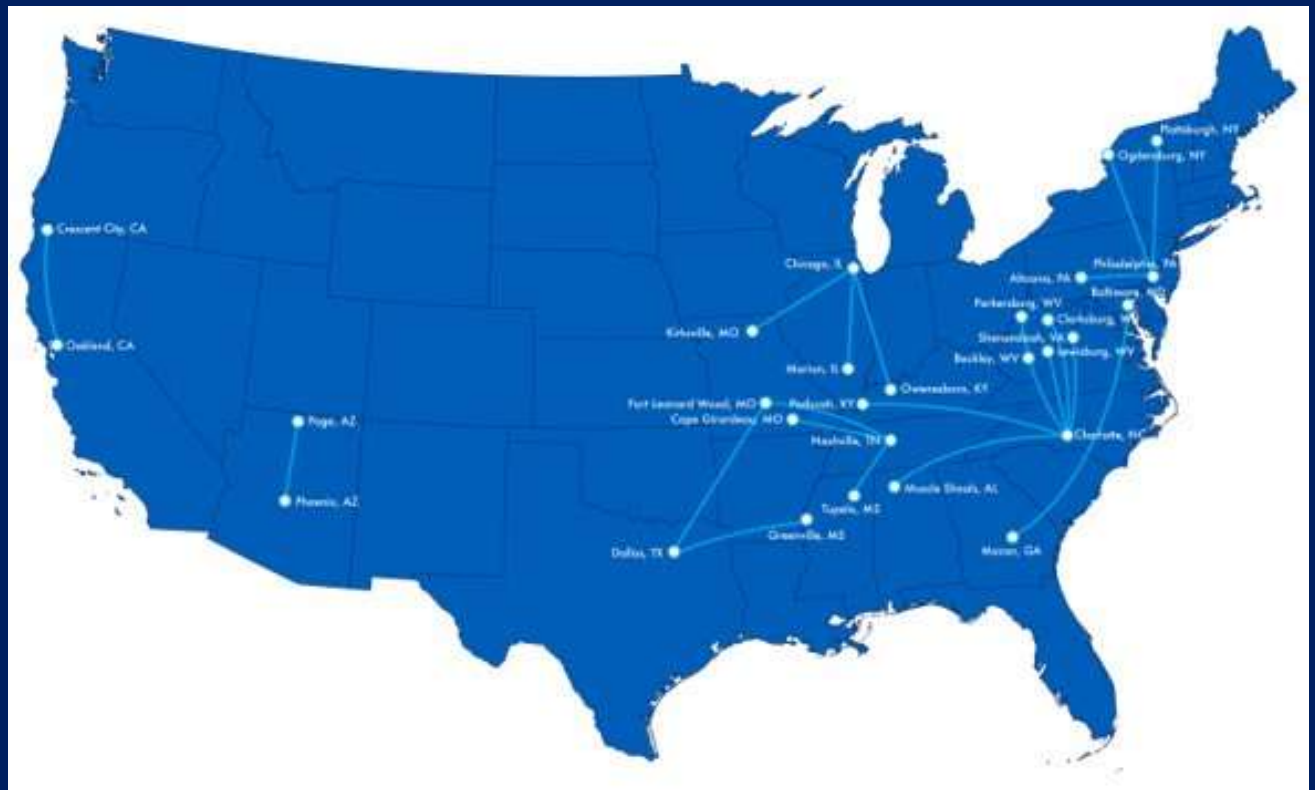 Plattsburgh, NY
Ogdensburg, NY
Crescent City, CA
Chicago, IL
Philadelphia, PA
Altoona, PA
Baltimore, MD
Parkersburg, WV
Clarksburg, WV
Kirksville, MO
Oakland, CA
Shenandoah, VA
Lewisburg, WV
Beckley, WV
Marion, IL
Owensboro, KY
Fort Leonard Wood, MO
Paducah, KY
Cape Girardeau, MO
Page, AZ
Charlotte, NC
Nashville, TN
Muscle Shoals, AL
Phoenix, AZ
Tupelo, MS
Greenville, MS
Dallas, TX
Macon, GA